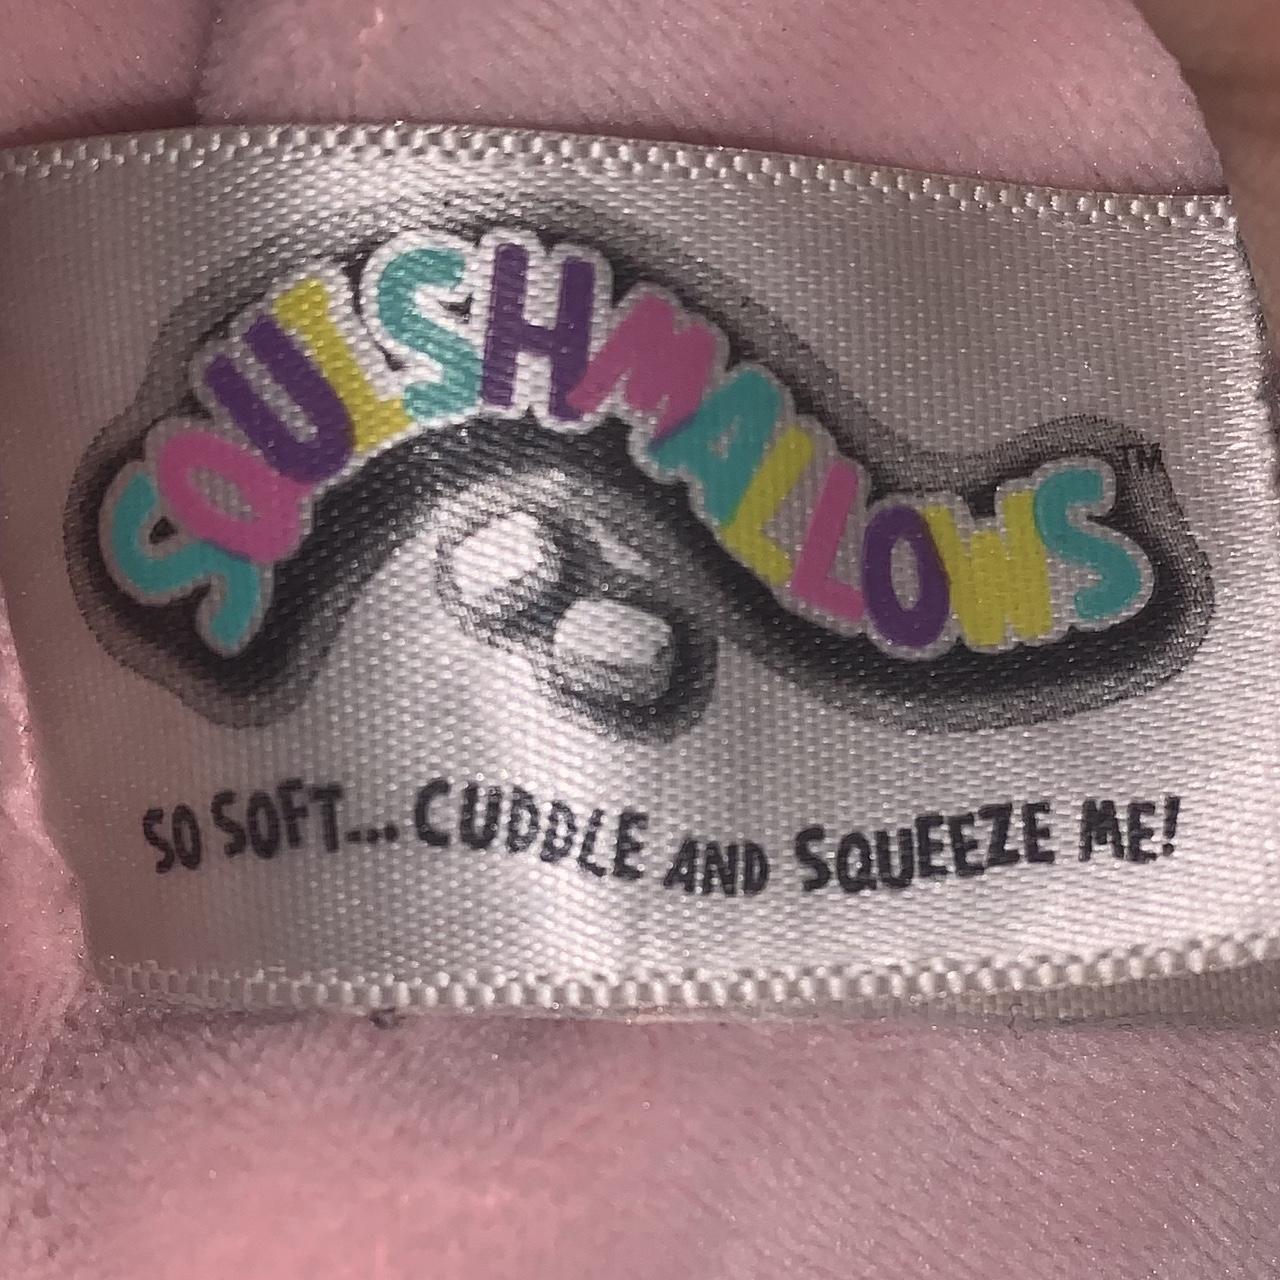 SQUISHMALLOWS™
SO SOFT... CUDDLE AND SQUEEZE ME!